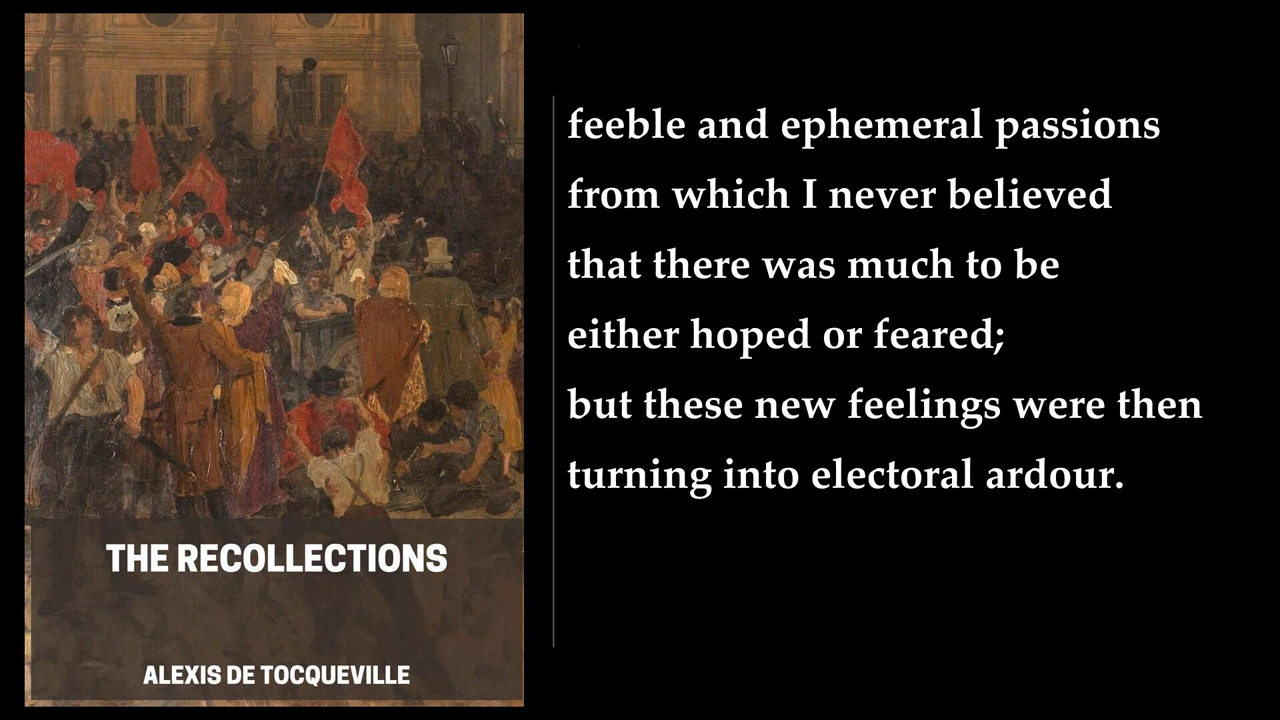 feeble and ephemeral passions
from which I never believed
that there was much to be
either hoped or feared;
but these new feelings were then
turning into electoral ardour.
THE RECOLLECTIONS
ALEXIS DE TOCQUEVILLE